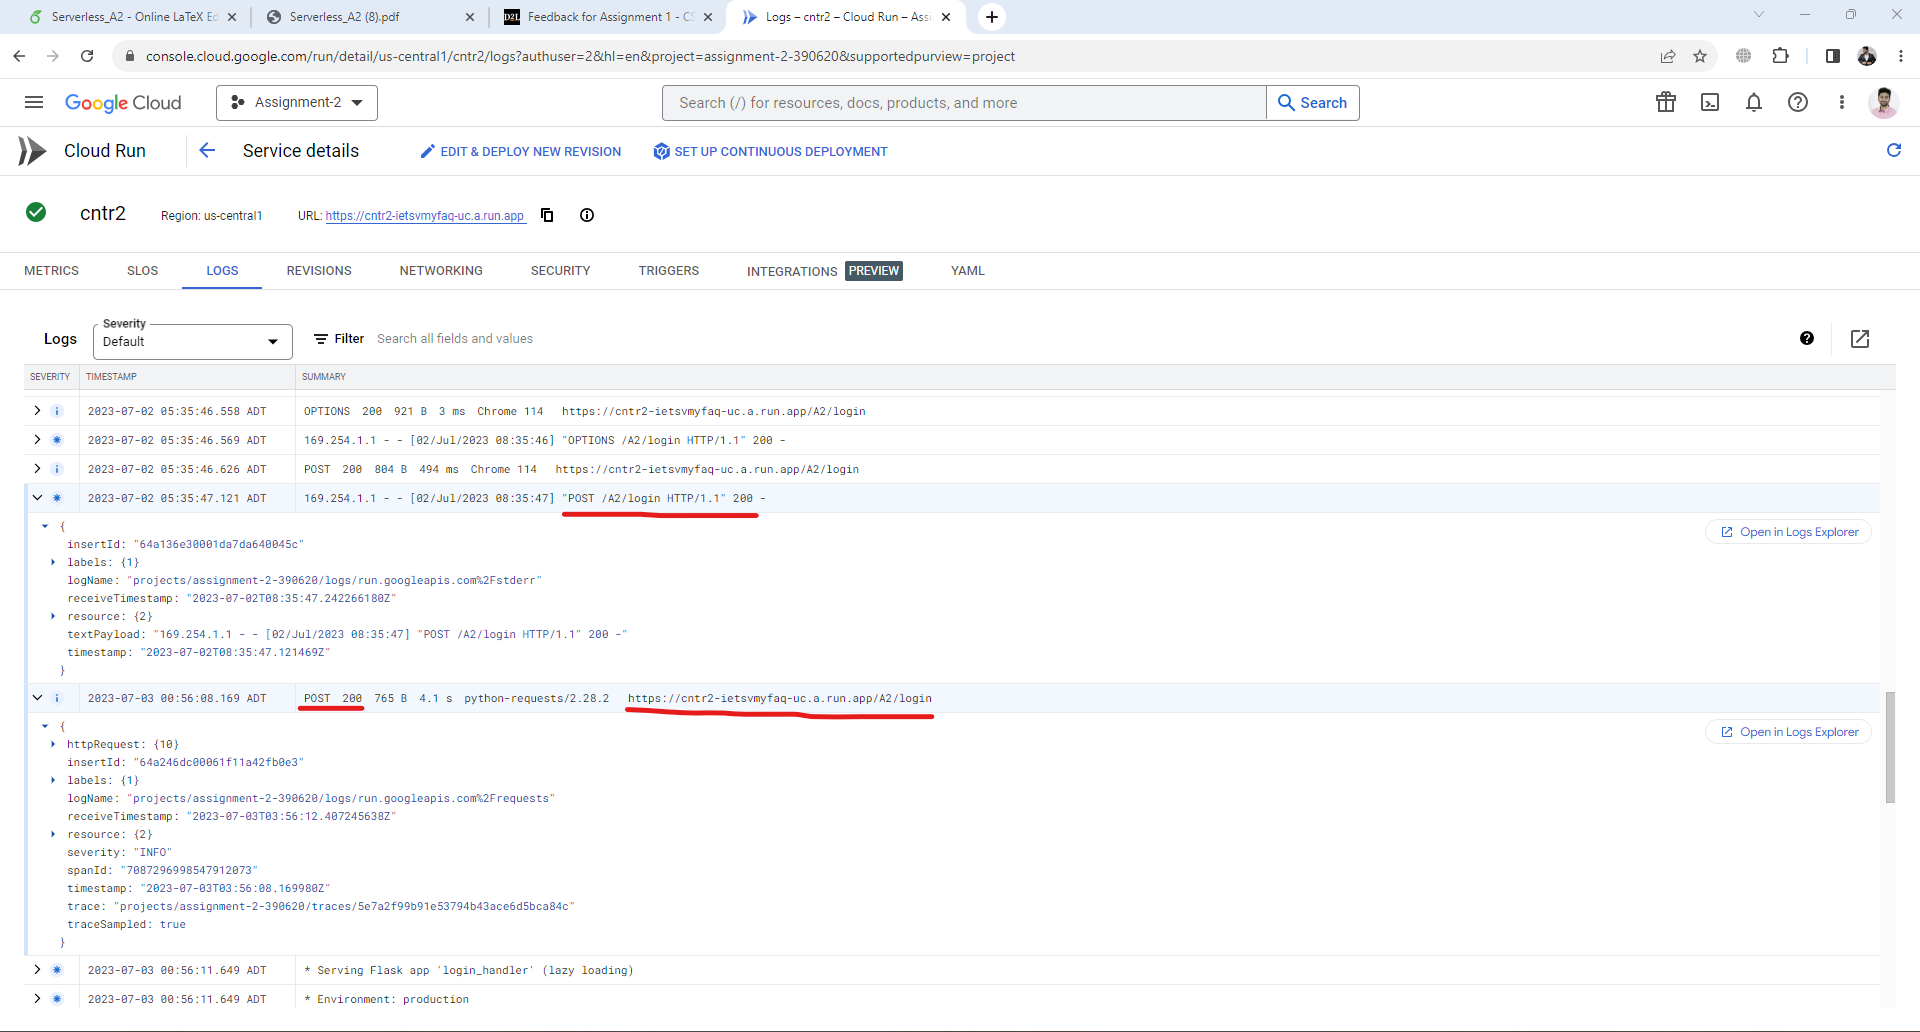 Serverless_A2 - Online LaTeX Ed
Serverless_A2 (8).pdf
D2L Feedback for Assignment 1 - CS
Logs – cntr2 – Cloud Run – Assi
console.cloud.google.com/run/detail/us-central1/cntr2/logs?authuser=2&hl=en&project=assignment-2-390620&supportedpurview=project
Google Cloud Assignment-2 Search (/) for resources, docs, products, and more Search
Cloud Run Service details EDIT & DEPLOY NEW REVISION SET UP CONTINUOUS DEPLOYMENT
cntr2 Region: us-central1 URL: https://cntr2-ietsvmyfaq-uc.a.run.app
METRICS SLOS LOGS REVISIONS NETWORKING SECURITY TRIGGERS INTEGRATIONS PREVIEW YAML
Severity
Logs Default Filter Search all fields and values
SEVERITY TIMESTAMP SUMMARY
2023-07-02 05:35:46.558 ADT OPTIONS 200 921 B 3 ms Chrome 114 https://cntr2-ietsvmyfaq-uc.a.run.app/A2/login
2023-07-02 05:35:46.569 ADT 169.254.1.1 - - [02/Jul/2023 08:35:46] "OPTIONS /A2/login HTTP/1.1" 200 -
2023-07-02 05:35:46.626 ADT POST 200 804 B 494 ms Chrome 114 https://cntr2-ietsvmyfaq-uc.a.run.app/A2/login
2023-07-02 05:35:47.121 ADT 169.254.1.1 - - [02/Jul/2023 08:35:47] "POST /A2/login HTTP/1.1" 200 -
{
Open in Logs Explorer
insertId: "64a136e30001da7da640045c"
labels: {1}
logName: "projects/assignment-2-390620/logs/run.googleapis.com%2Fstderr"
receiveTimestamp: "2023-07-02T08:35:47.242266180Z"
resource: {2}
textPayload: "169.254.1.1 - - [02/Jul/2023 08:35:47] "POST /A2/login HTTP/1.1" 200 -"
timestamp: "2023-07-02T08:35:47.121469Z"
}
2023-07-03 00:56:08.169 ADT POST 200 765 B 4.1 s python-requests/2.28.2 https://cntr2-ietsvmyfaq-uc.a.run.app/A2/login
{
Open in Logs Explorer
httpRequest: {10}
insertId: "64a246dc00061f11a42fb0e3"
labels: {1}
logName: "projects/assignment-2-390620/logs/run.googleapis.com%2Frequests"
receiveTimestamp: "2023-07-03T03:56:12.407245638Z"
resource: {2}
severity: "INFO"
spanId: "7087296998547912073"
timestamp: "2023-07-03T03:56:08.169980Z"
trace: "projects/assignment-2-390620/traces/5e7a2f99b91e53794b43ace6d5bca84c"
traceSampled: true
}
2023-07-03 00:56:11.649 ADT * Serving Flask app 'login_handler' (lazy loading)
2023-07-03 00:56:11.649 ADT * Environment: production